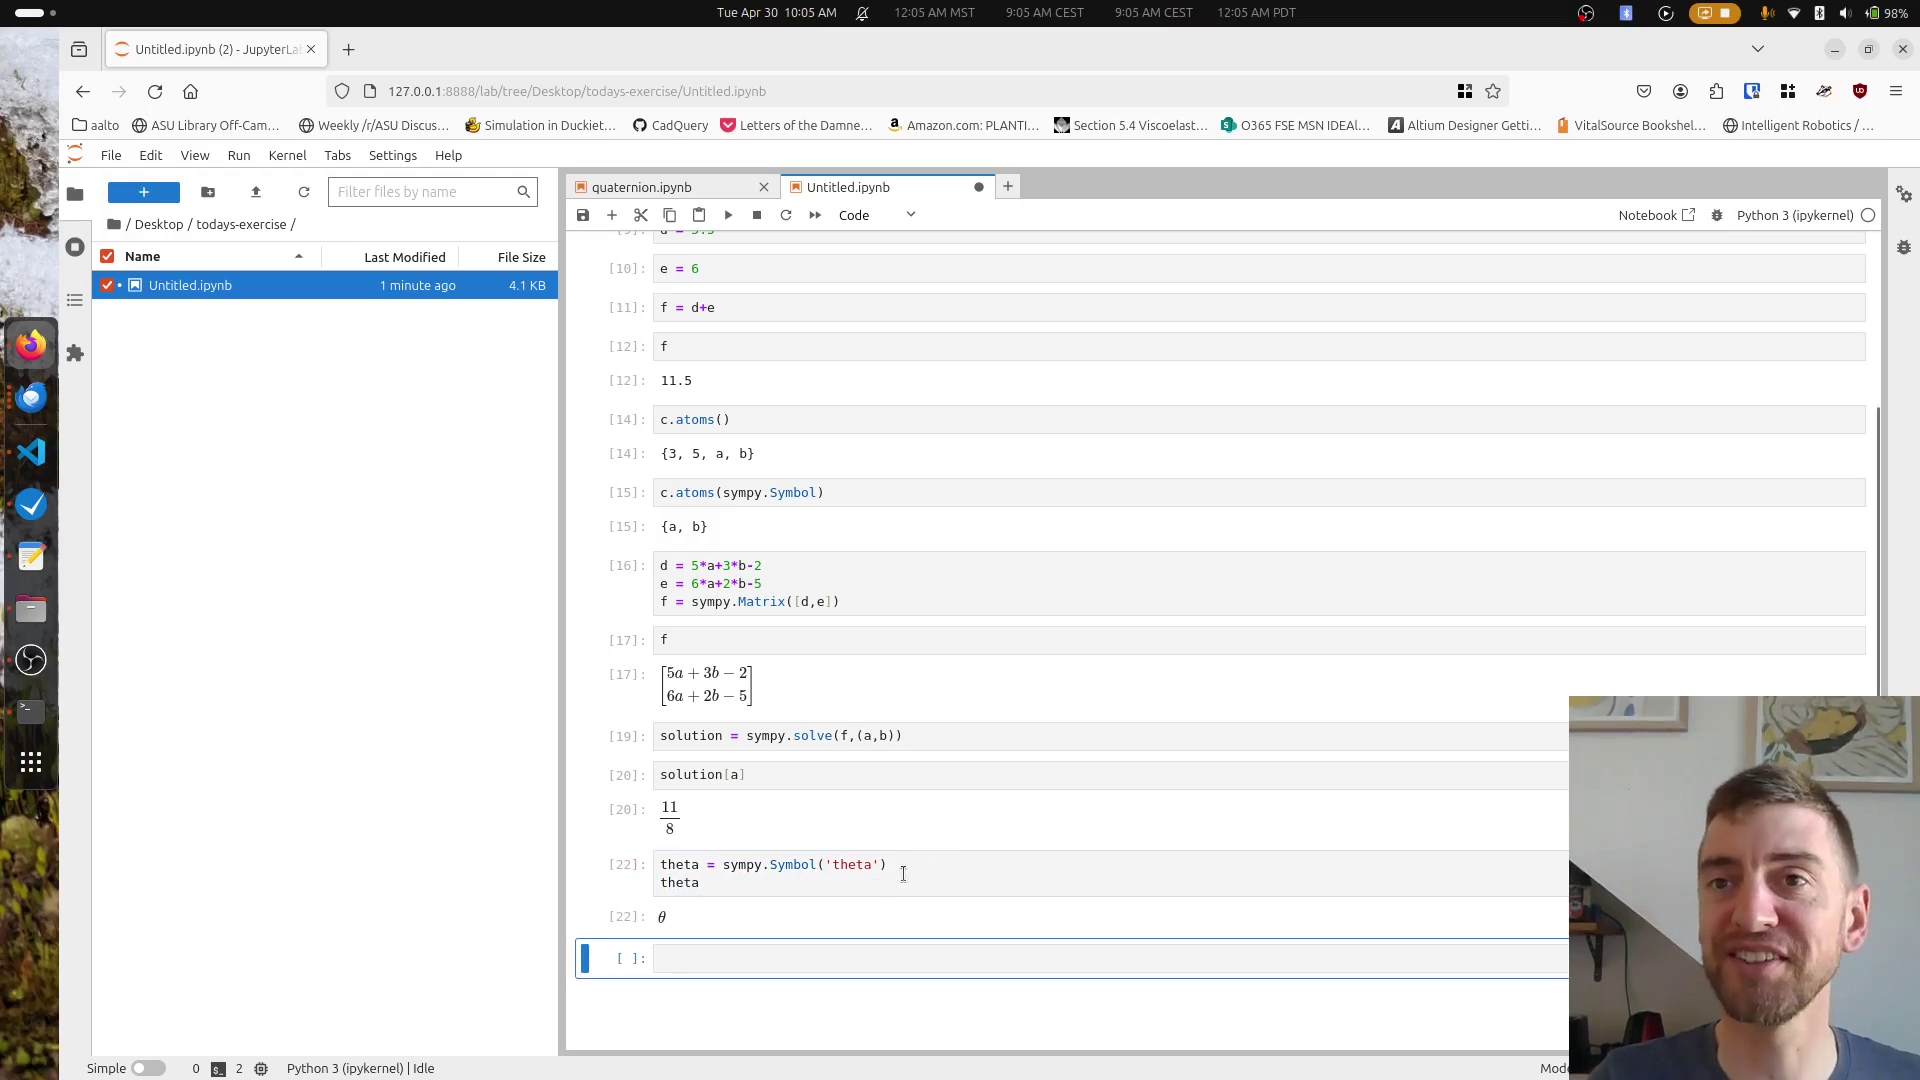 Tue Apr 30 10:05 AM 12:05 AM MST 9:05 AM CEST 9:05 AM CEST 12:05 AM PDT 98%
Untitled.ipynb (2) - JupyterLa
127.0.0.1:8888/lab/tree/Desktop/todays-exercise/Untitled.ipynb
aalto ASU Library Off-Cam… Weekly /r/ASU Discus… Simulation in Duckiet… CadQuery Letters of the Damne… Amazon.com: PLANTI… Section 5.4 Viscoelast… O365 FSE MSN IDEAl… Altium Designer Getti… VitalSource Bookshel… Intelligent Robotics / …
File Edit View Run Kernel Tabs Settings Help
Filter files by name
/ Desktop / todays-exercise /
Name Last Modified File Size
Untitled.ipynb 1 minute ago 4.1 KB
quaternion.ipynb Untitled.ipynb
Code Notebook Python 3 (ipykernel)
[10]: e = 6
[11]: f = d+e
[12]: f
[12]: 11.5
[14]: c.atoms()
[14]: {3, 5, a, b}
[15]: c.atoms(sympy.Symbol)
[15]: {a, b}
[16]: d = 5*a+3*b-2
e = 6*a+2*b-5
f = sympy.Matrix([d,e])
[17]: f
[17]: [5a + 3b − 2]
[6a + 2b − 5]
[19]: solution = sympy.solve(f,(a,b))
[20]: solution[a]
[20]: 11
8
[22]: theta = sympy.Symbol('theta')
theta
[22]: θ
[ ]:
Simple 0 2 Python 3 (ipykernel) | Idle Mode